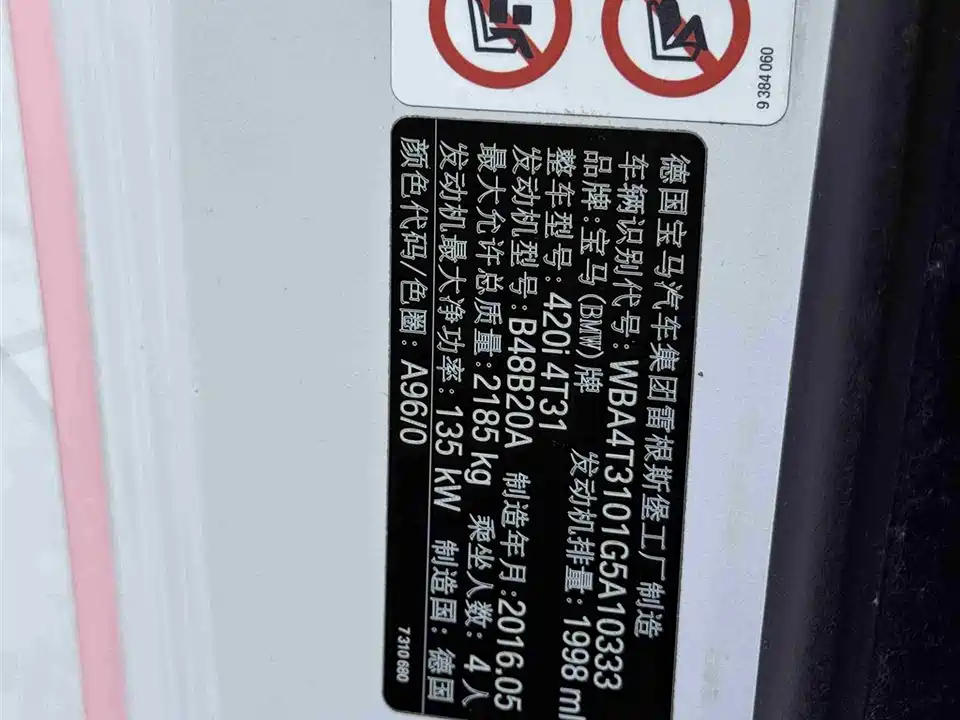 9 384 060
德国宝马汽车集团雷根斯堡工厂制造
车辆识别代号: WBA4T3101G5A10333
品牌: 宝马(BMW)牌 发动机排量: 1998 ml
整车型号: 420i 4T31
发动机型号: B48B20A 制造年月: 2016.05
最大允许总质量: 2185 kg 乘坐人数: 4 人
发动机最大净功率: 135 kW 制造国: 德国
颜色代码/色圈: A96/0
7 310 680